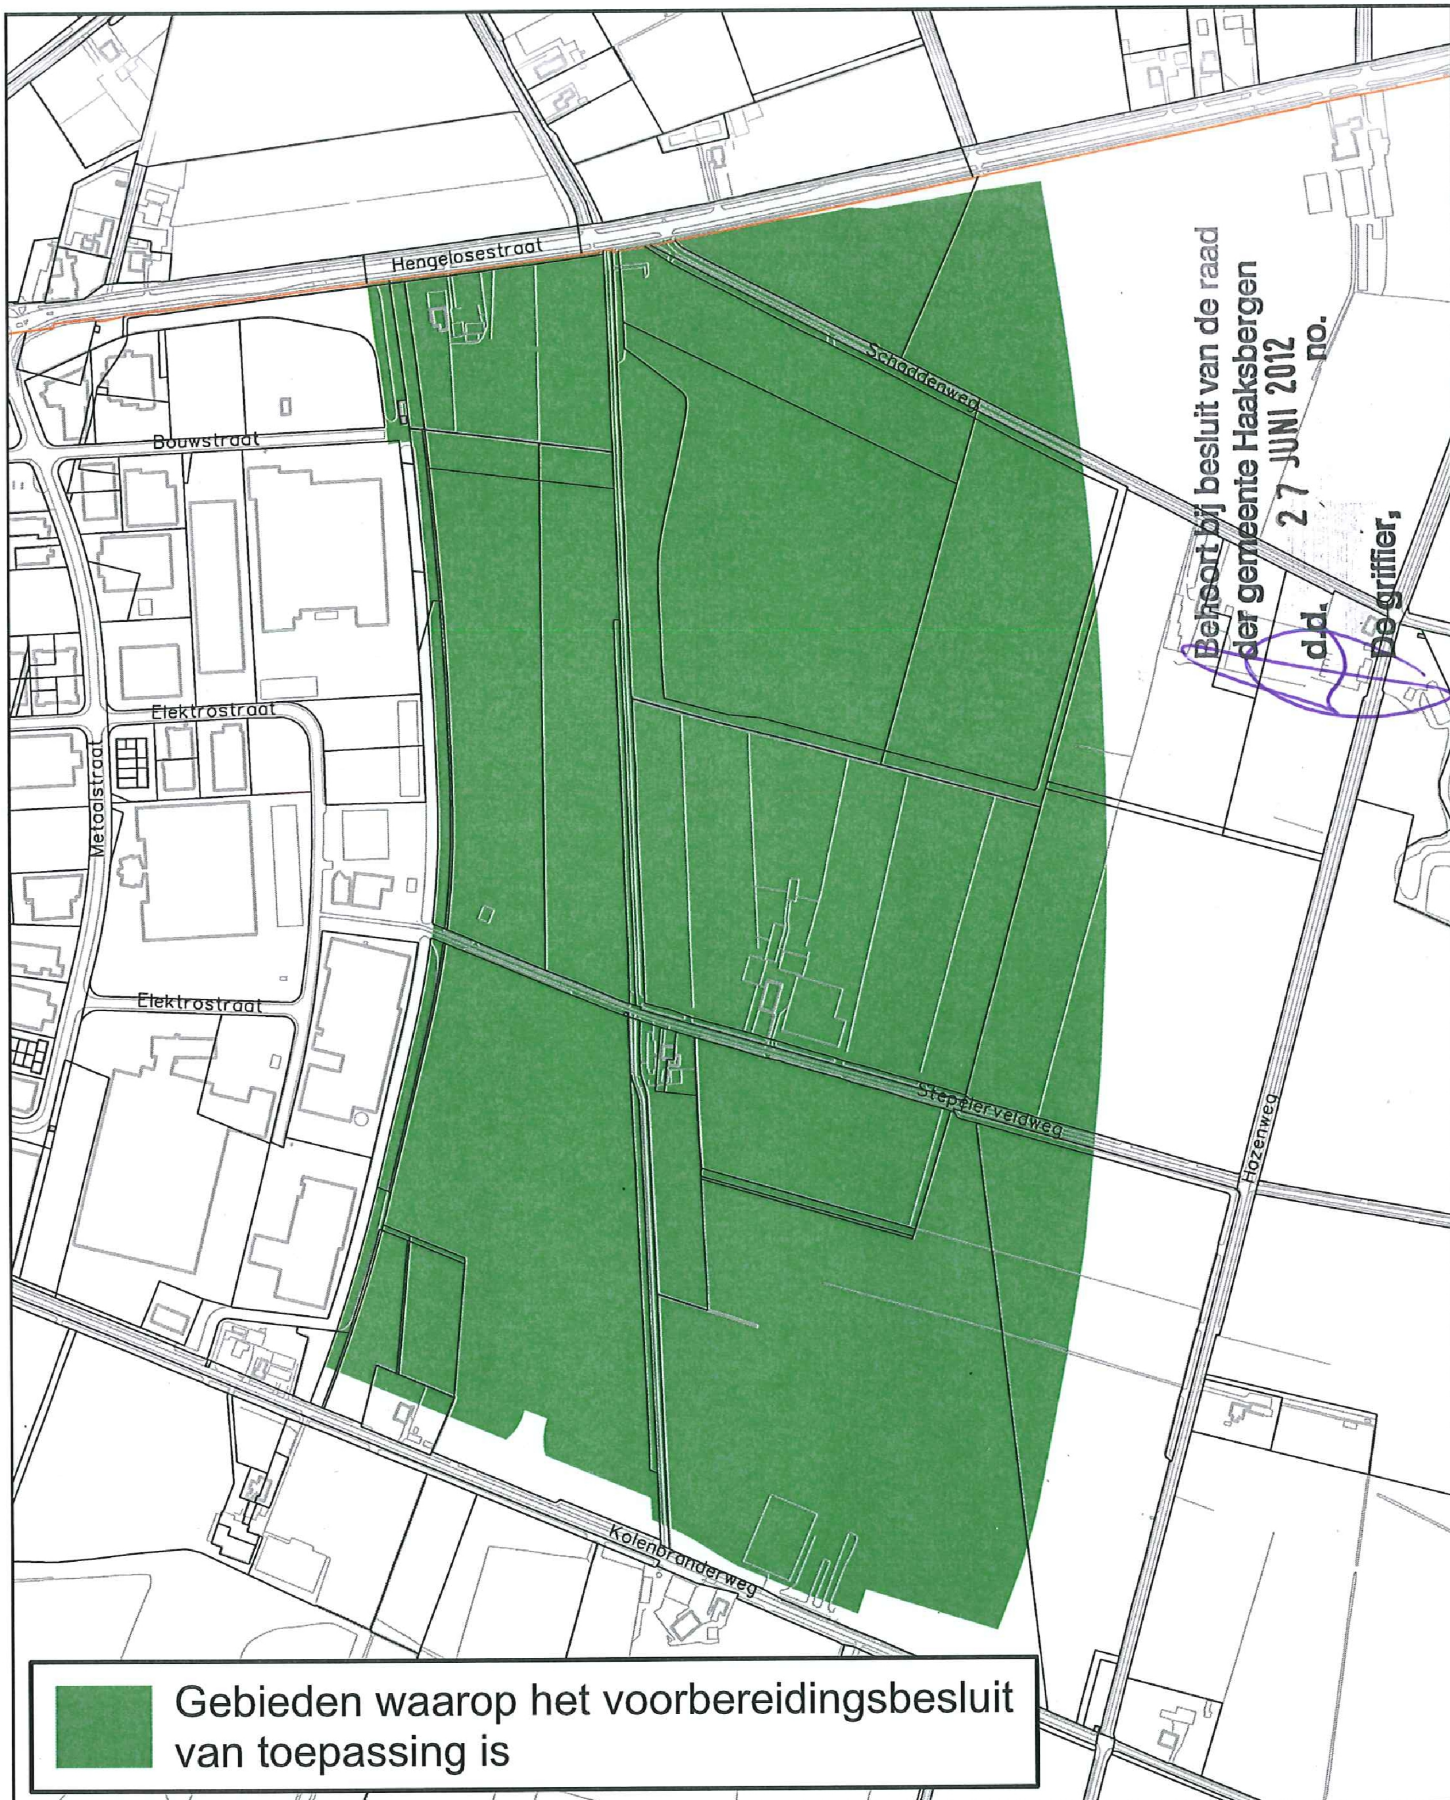 Hengelosestraat
Schaddenweg
Bouwstraat
Elektrostraat
Metaalstraat
Elektrostraat
Stepelerveldweg
Hazenweg
Kolenbranderweg
Behoort bij besluit van de raad
der gemeente Haaksbergen
d.d. 27 JUNI 2012 no.
De griffier,
Gebieden waarop het voorbereidingsbesluit
van toepassing is